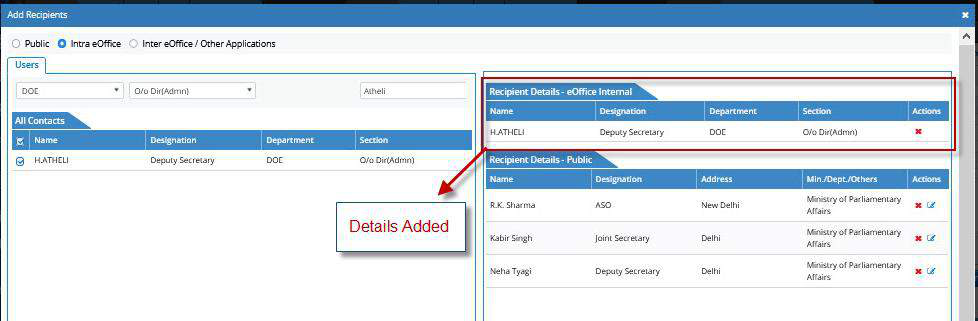 Add Recipients
Public Intra eOffice Inter eOffice / Other Applications
Users
DOE O/o Dir(Admn) Atheli
All Contacts
Name Designation Department Section
H.ATHELI Deputy Secretary DOE O/o Dir(Admn)
Recipient Details - eOffice Internal
Name Designation Department Section Actions
H.ATHELI Deputy Secretary DOE O/o Dir(Admn)
Recipient Details - Public
Name Designation Address Min./Dept./Others Actions
R.K. Sharma ASO New Delhi Ministry of Parliamentary
Affairs
Kabir Singh Joint Secretary Delhi Ministry of Parliamentary
Affairs
Neha Tyagi Deputy Secretary Delhi Ministry of Parliamentary
Affairs
Details Added